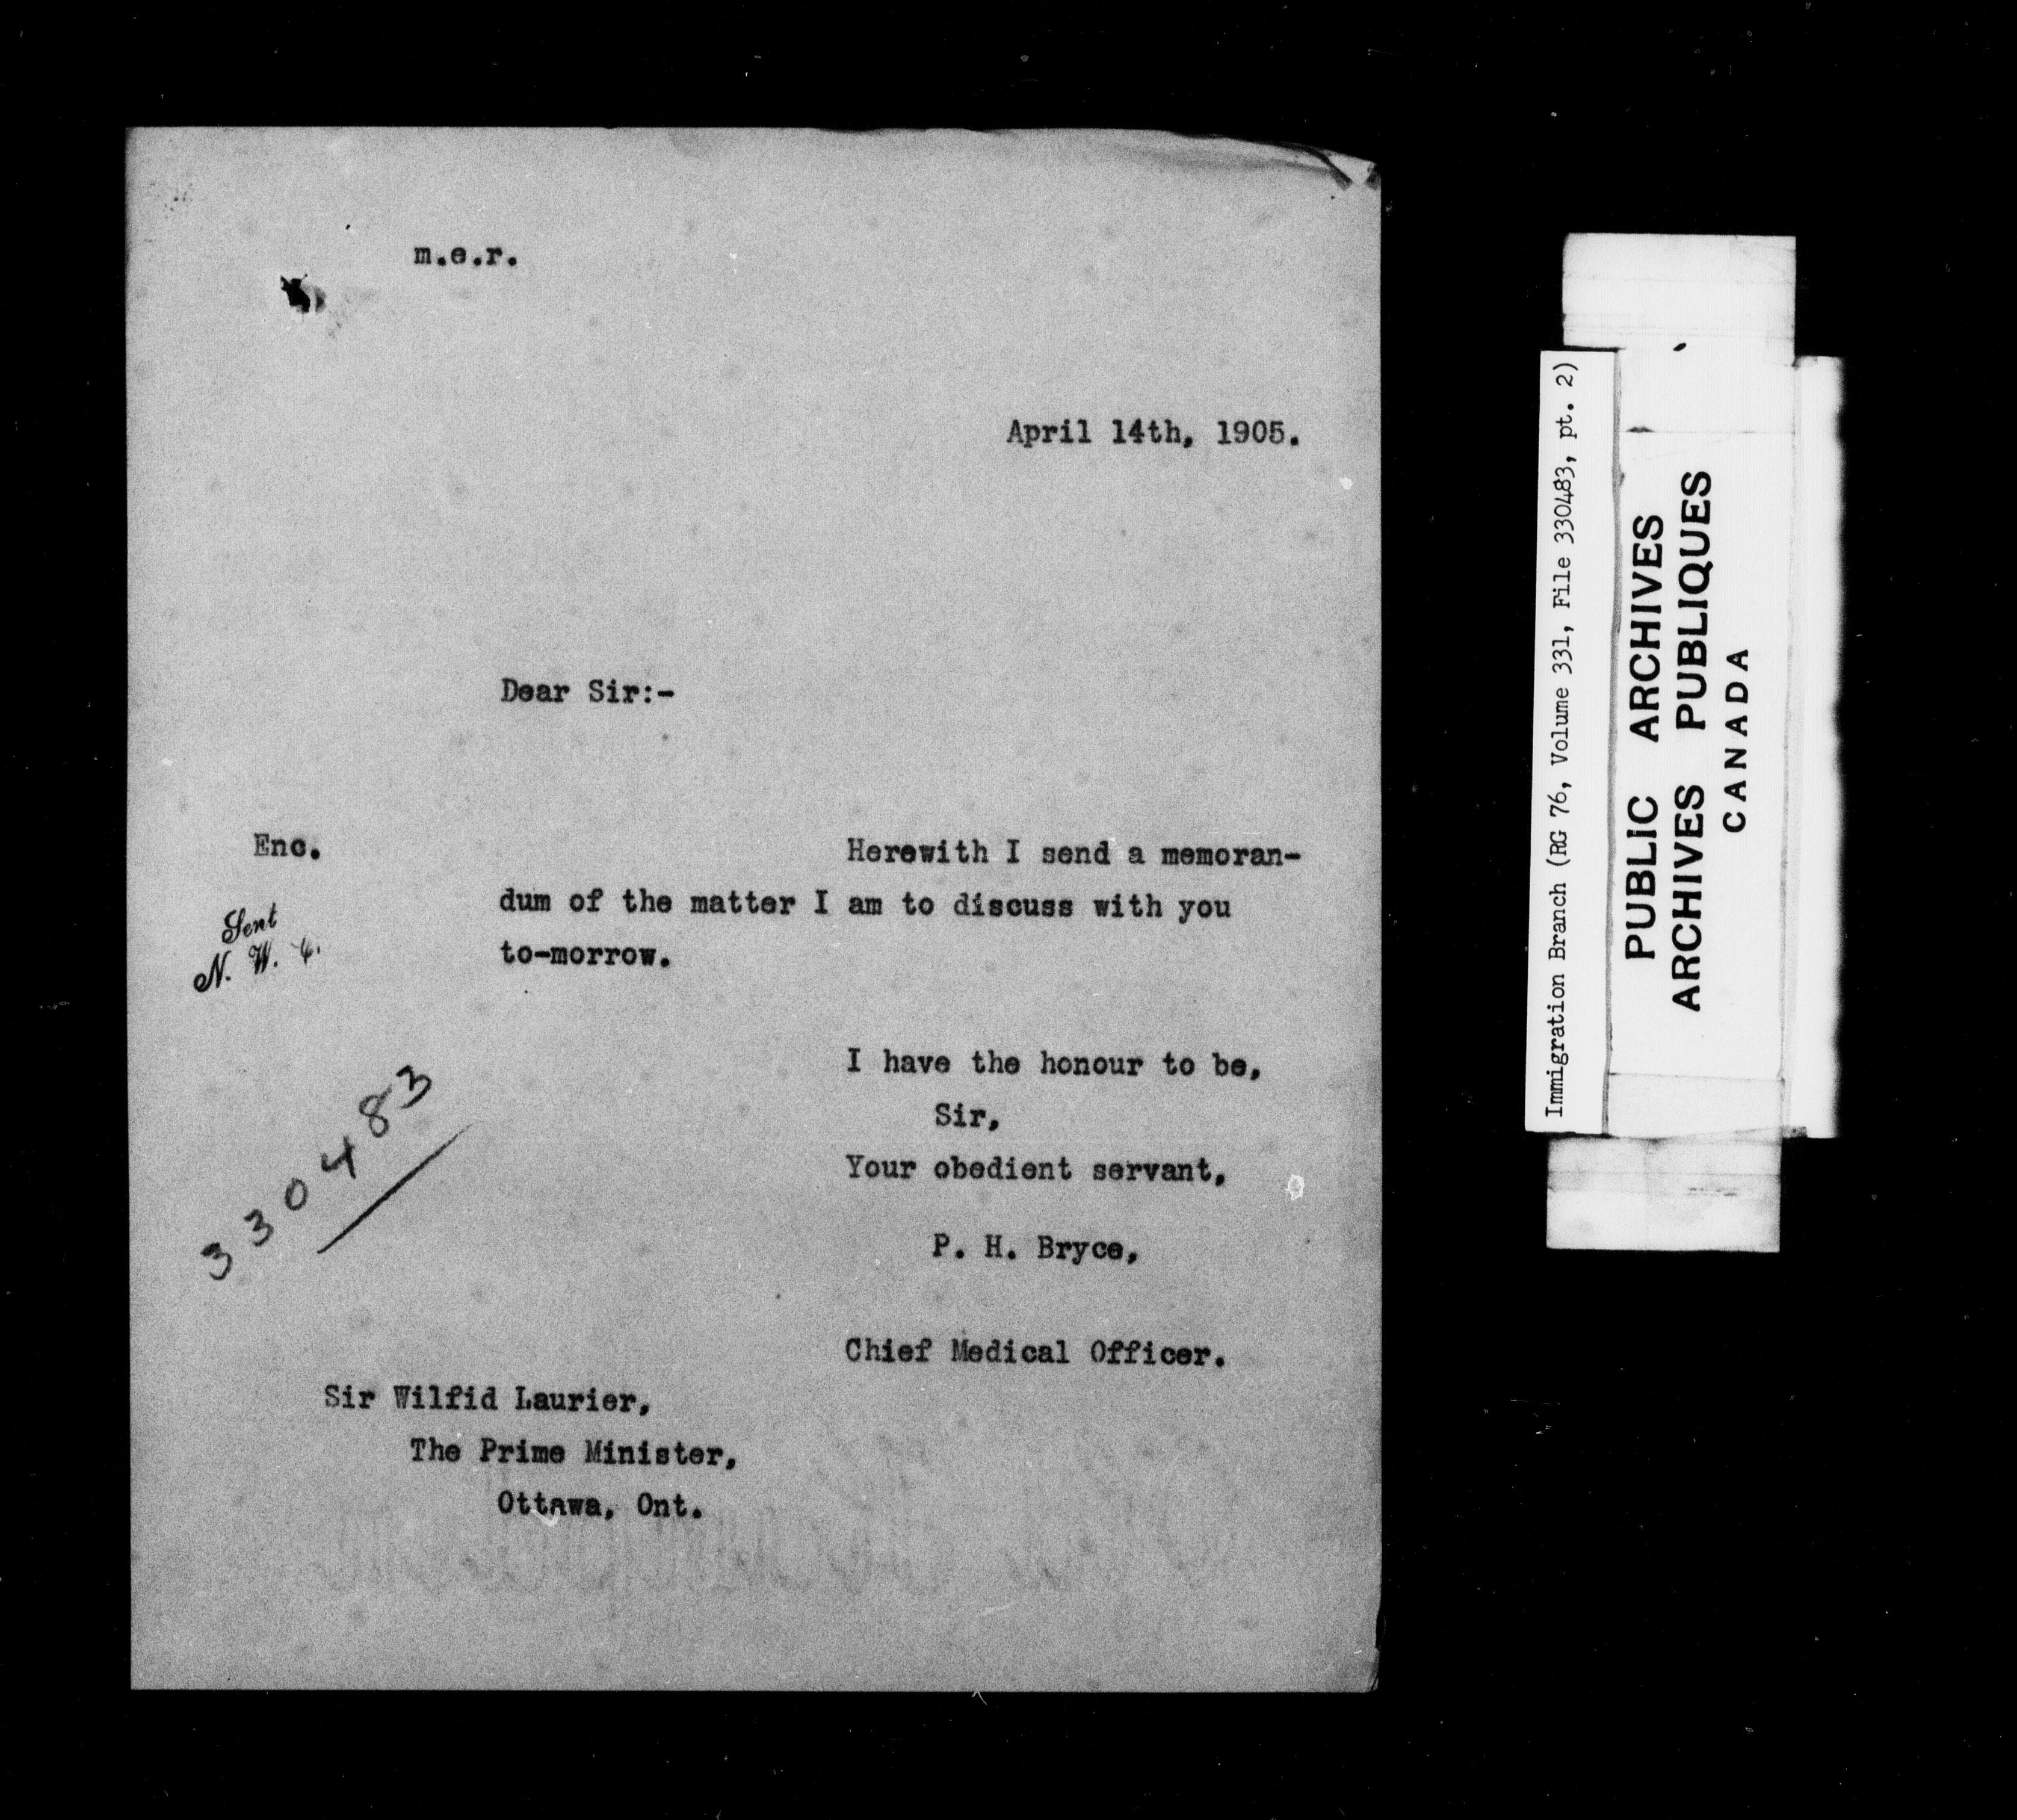 m.e.r.
April 14th, 1905.
Dear Sir:-
Enc.
Herewith I send a memoran-
dum of the matter I am to discuss with you
to-morrow.
Sent
N. W. C.
I have the honour to be,
Sir,
Your obedient servant,
P. H. Bryce,
Chief Medical Officer.
330483
Sir Wilfid Laurier,
The Prime Minister,
Ottawa, Ont.
Immigration Branch (RG 76, Volume 331, File 330483, pt. 2)
PUBLIC ARCHIVES
ARCHIVES PUBLIQUES
CANADA